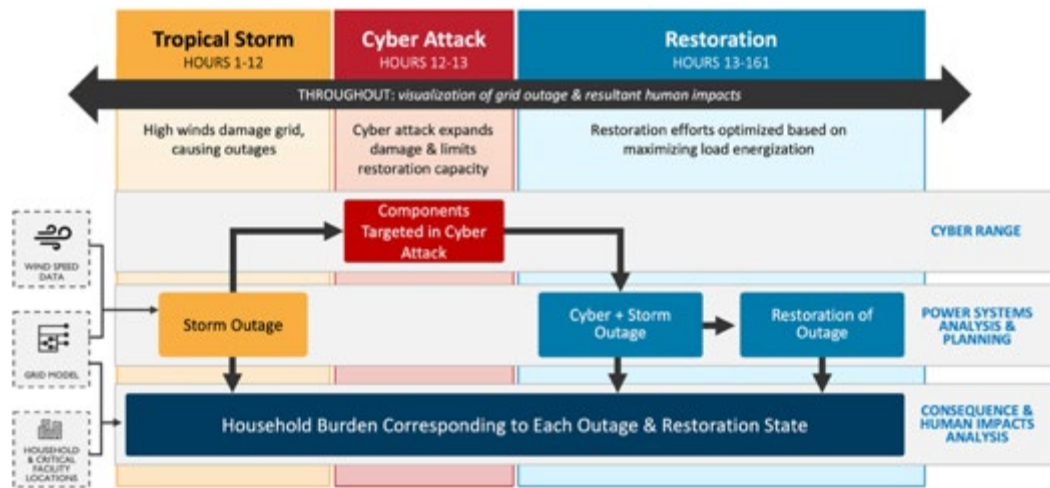 Tropical Storm
HOURS 1-12
Cyber Attack
HOURS 12-13
Restoration
HOURS 13-161
THROUGHOUT: visualization of grid outage & resultant human impacts
High winds damage grid,
causing outages
Cyber attack expands
damage & limits
restoration capacity
Restoration efforts optimized based on
maximizing load energization
Components
Targeted in Cyber
Attack
CYBER RANGE
WIND SPEED
DATA
Storm Outage
Cyber + Storm
Outage
Restoration of
Outage
POWER SYSTEMS
ANALYSIS &
PLANNING
GRID MODEL
Household Burden Corresponding to Each Outage & Restoration State
CONSEQUENCE &
HUMAN IMPACTS
ANALYSIS
HOUSEHOLD
& CRITICAL
FACILITY
LOCATIONS